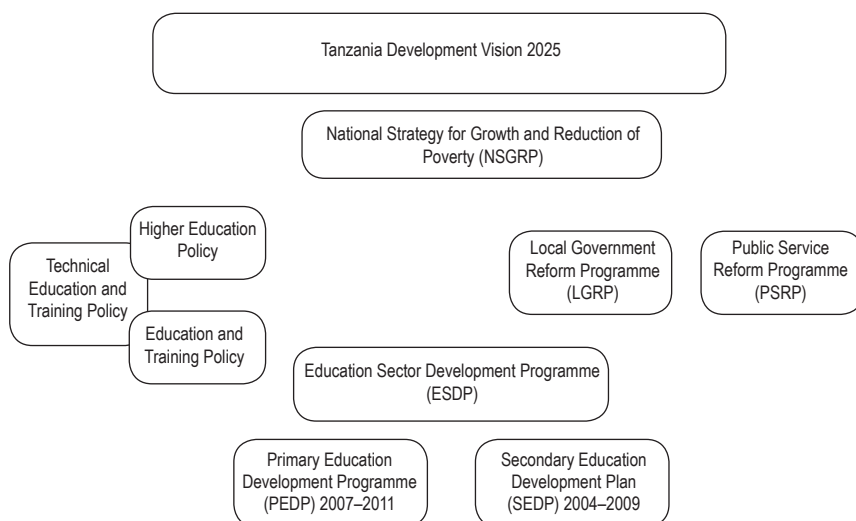 Tanzania Development Vision 2025
National Strategy for Growth and Reduction of
Poverty (NSGRP)
Higher Education
Policy
Technical
Education and
Training Policy
Education and
Training Policy
Local Government
Reform Programme
(LGRP)
Public Service
Reform Programme
(PSRP)
Education Sector Development Programme
(ESDP)
Primary Education
Development Programme
(PEDP) 2007–2011
Secondary Education
Development Plan
(SEDP) 2004–2009